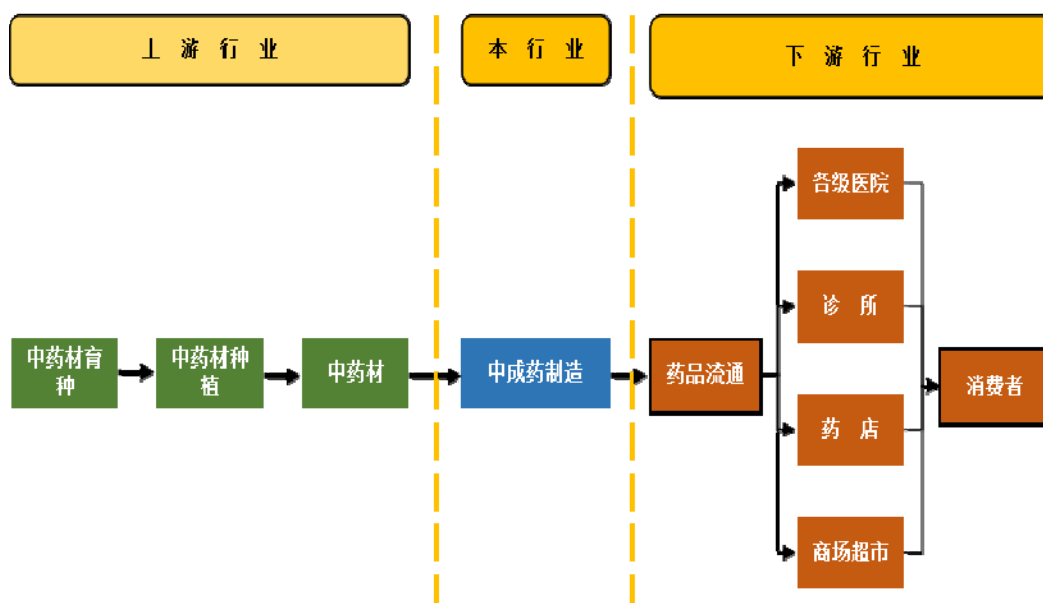 上 游 行 业
本 行 业
下 游 行 业
各级医院
诊 所
中药材育
种
中药材种
植
中药材
中成药制造
药品流通
消费者
药 店
商场超市